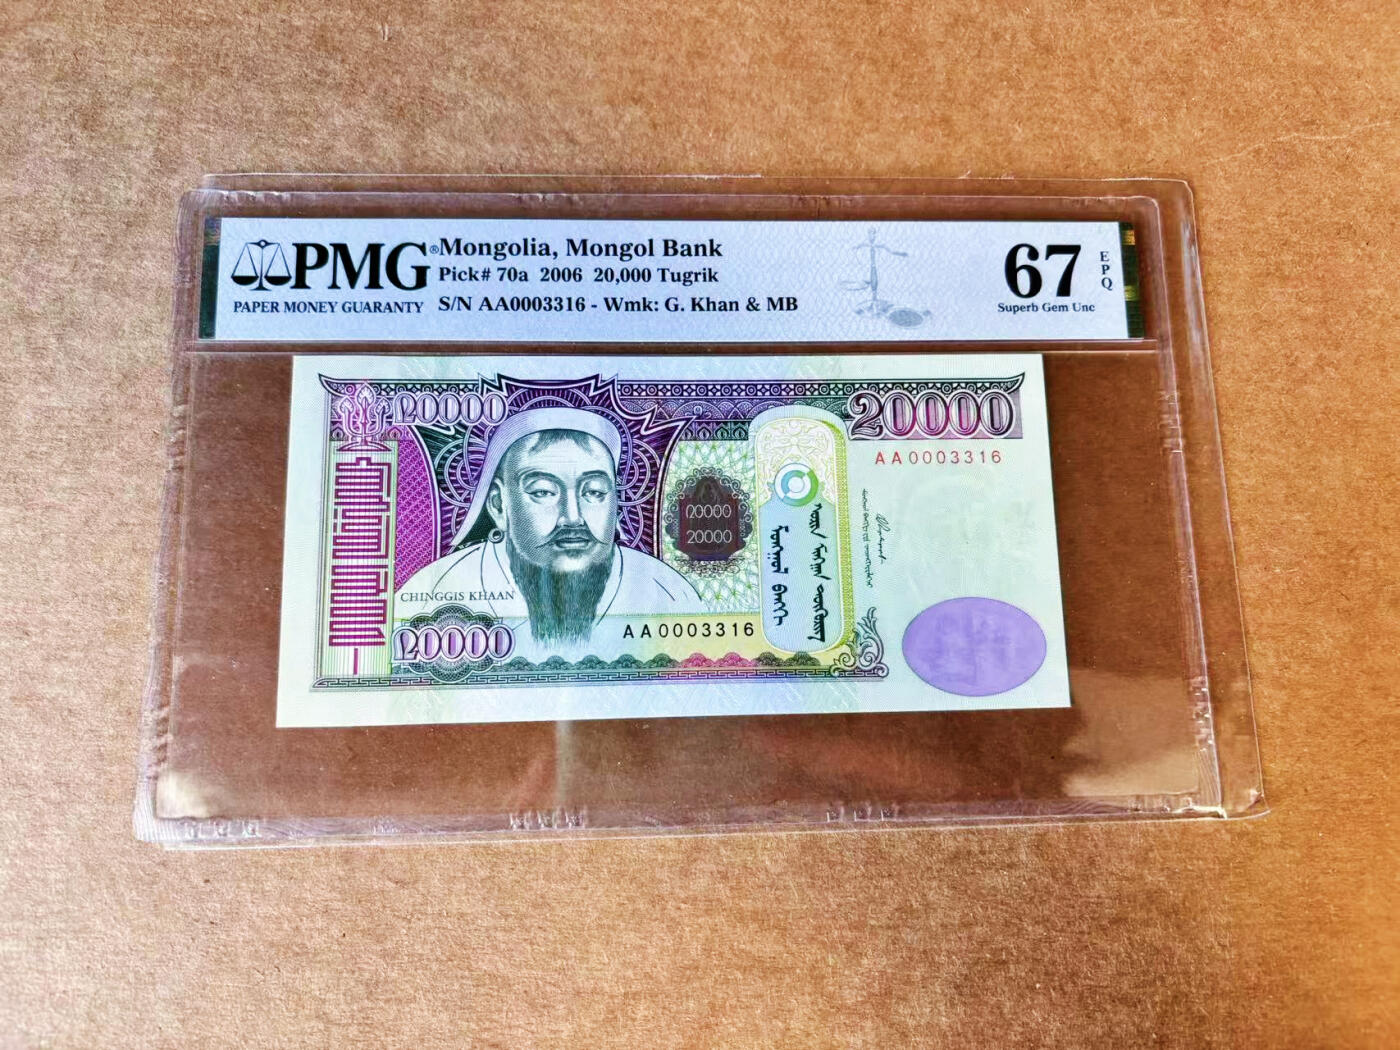 PMG®
PAPER MONEY GUARANTY
Mongolia, Mongol Bank
Pick# 70a 2006 20,000 Tugrik
S/N AA0003316 - Wmk: G. Khan & MB
67
EPQ
Superb Gem Unc
20000
20000
AA0003316
20000
20000
CHINGGIS KHAAN
20000
AA0003316